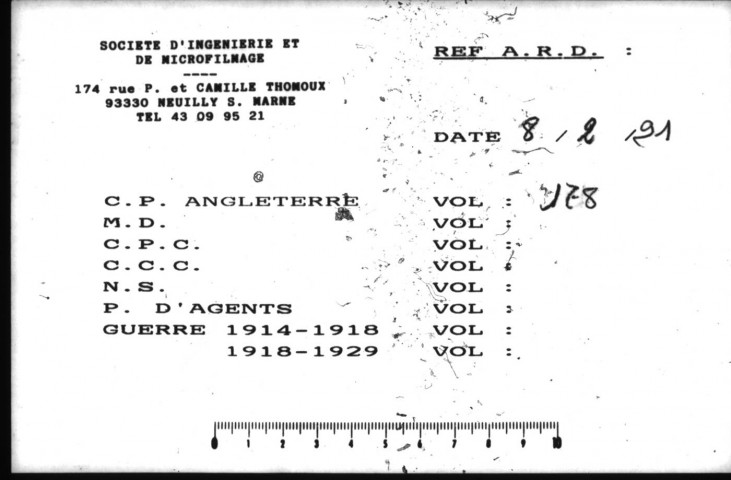 SOCIETE D'INGENIERIE ET
DE MICROFILMAGE
----
174 rue P. et CAMILLE THOMOUX
93330 NEUILLY S. MARNE
TEL 43 09 95 21
REF A.R.D. :
DATE 8 / 2 / 91
C.P. ANGLETERRE VOL : 178
M.D. VOL :
C.P.C. VOL :
C.C.C. VOL :
N.S. VOL :
P. D'AGENTS VOL :
GUERRE 1914-1918 VOL :
1918-1929 VOL :
0 1 2 3 4 5 6 7 8 9 10